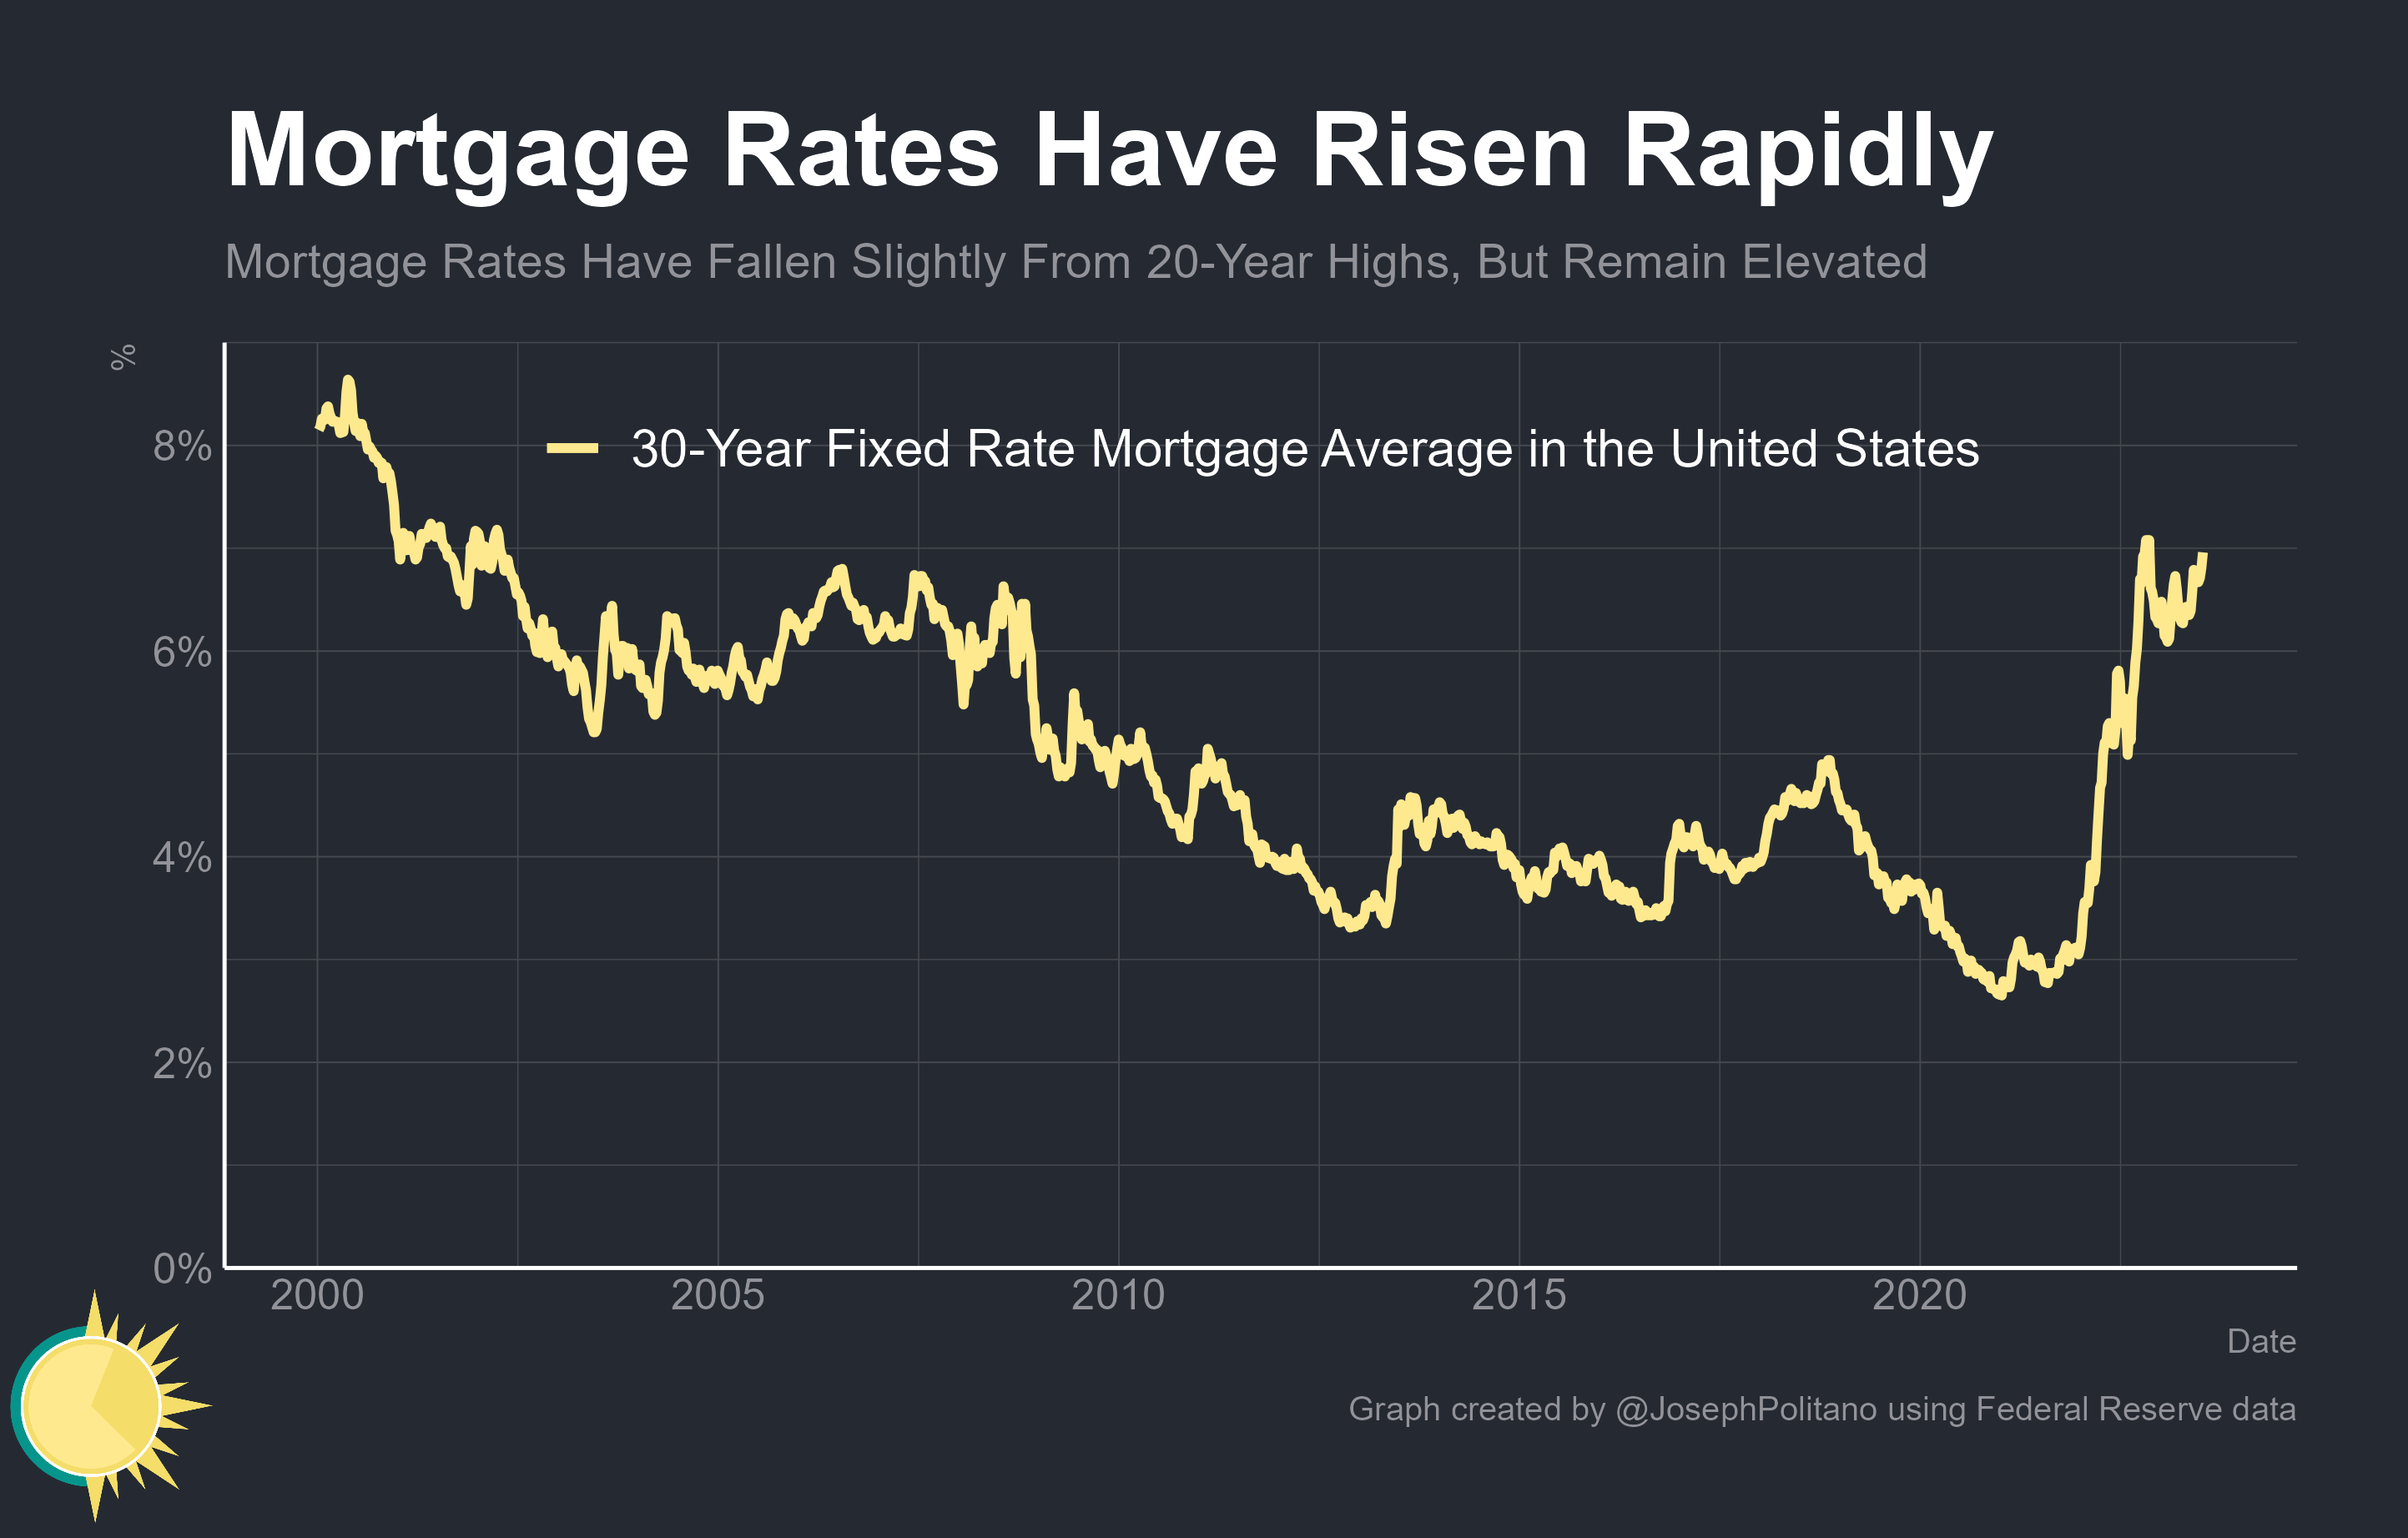 Mortgage Rates Have Risen Rapidly
Mortgage Rates Have Fallen Slightly From 20-Year Highs, But Remain Elevated
%
30-Year Fixed Rate Mortgage Average in the United States
8%
6%
4%
2%
0%
2000 2005 2010 2015 2020
Date
Graph created by @JosephPolitano using Federal Reserve data